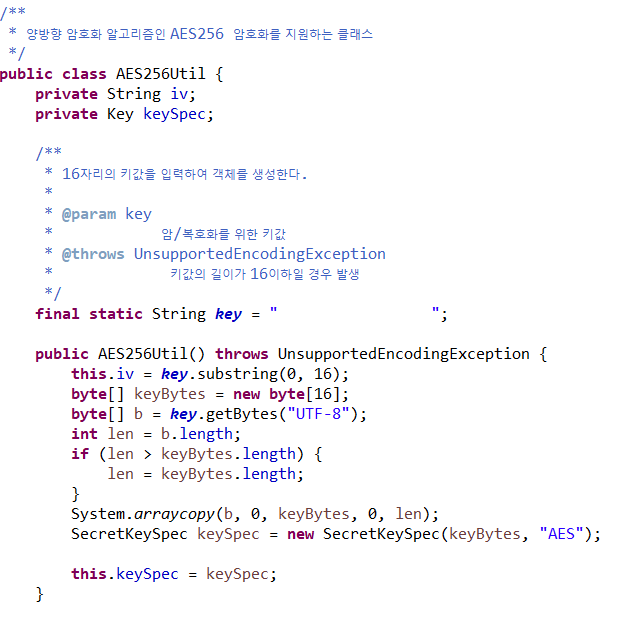 /**
 * 양방향 암호화 알고리즘인 AES256 암호화를 지원하는 클래스
 */
public class AES256Util {
    private String iv;
    private Key keySpec;
    /**
     * 16자리의 키값을 입력하여 객체를 생성한다.
     *
     * @param key
     *            암/복호화를 위한 키값
     * @throws UnsupportedEncodingException
     *             키값의 길이가 16이하일 경우 발생
     */
    final static String key = "                 ";
    public AES256Util() throws UnsupportedEncodingException {
        this.iv = key.substring(0, 16);
        byte[] keyBytes = new byte[16];
        byte[] b = key.getBytes("UTF-8");
        int len = b.length;
        if (len > keyBytes.length) {
            len = keyBytes.length;
        }
        System.arraycopy(b, 0, keyBytes, 0, len);
        SecretKeySpec keySpec = new SecretKeySpec(keyBytes, "AES");
        this.keySpec = keySpec;
    }